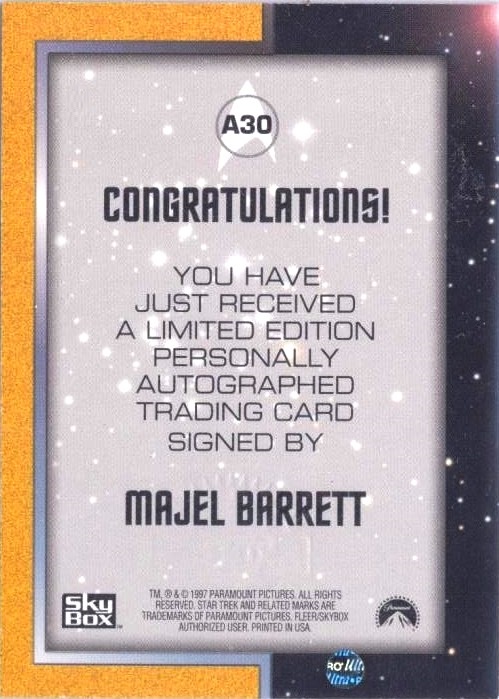 A30
CONGRATULATIONS!
YOU HAVE
JUST RECEIVED
A LIMITED EDITION
PERSONALLY
AUTOGRAPHED
TRADING CARD
SIGNED BY
MAJEL BARRETT
Sky
BOX
TM, ® & © 1997 PARAMOUNT PICTURES. ALL RIGHTS
RESERVED. STAR TREK AND RELATED MARKS ARE
TRADEMARKS OF PARAMOUNT PICTURES. FLEER/SKYBOX
AUTHORIZED USER. PRINTED IN USA.
Paramount